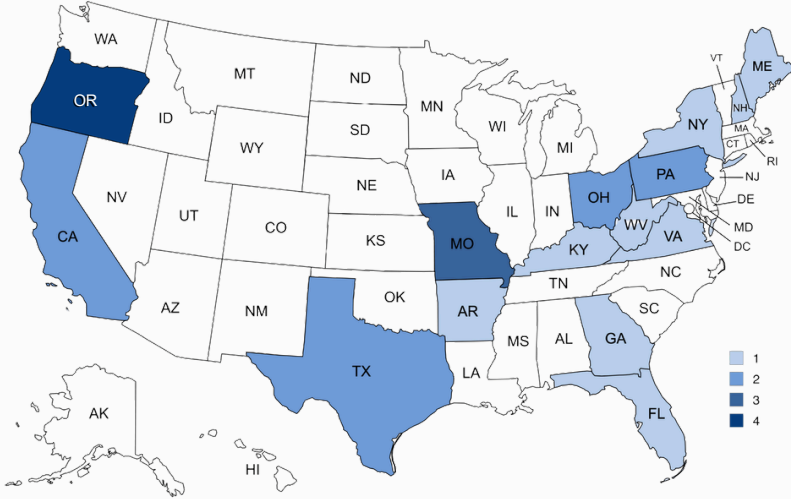 WA
MT
ND
MN
VT
ME
OR
ID
SD
WI
MI
NY
NH
MA
CT
RI
WY
NE
IA
PA
NJ
NV
UT
CO
IL
IN
OH
DE
CA
KS
MO
WV
VA
MD
DC
KY
AZ
NM
OK
AR
TN
NC
MS
AL
GA
SC
TX
LA
FL
AK
HI
1
2
3
4